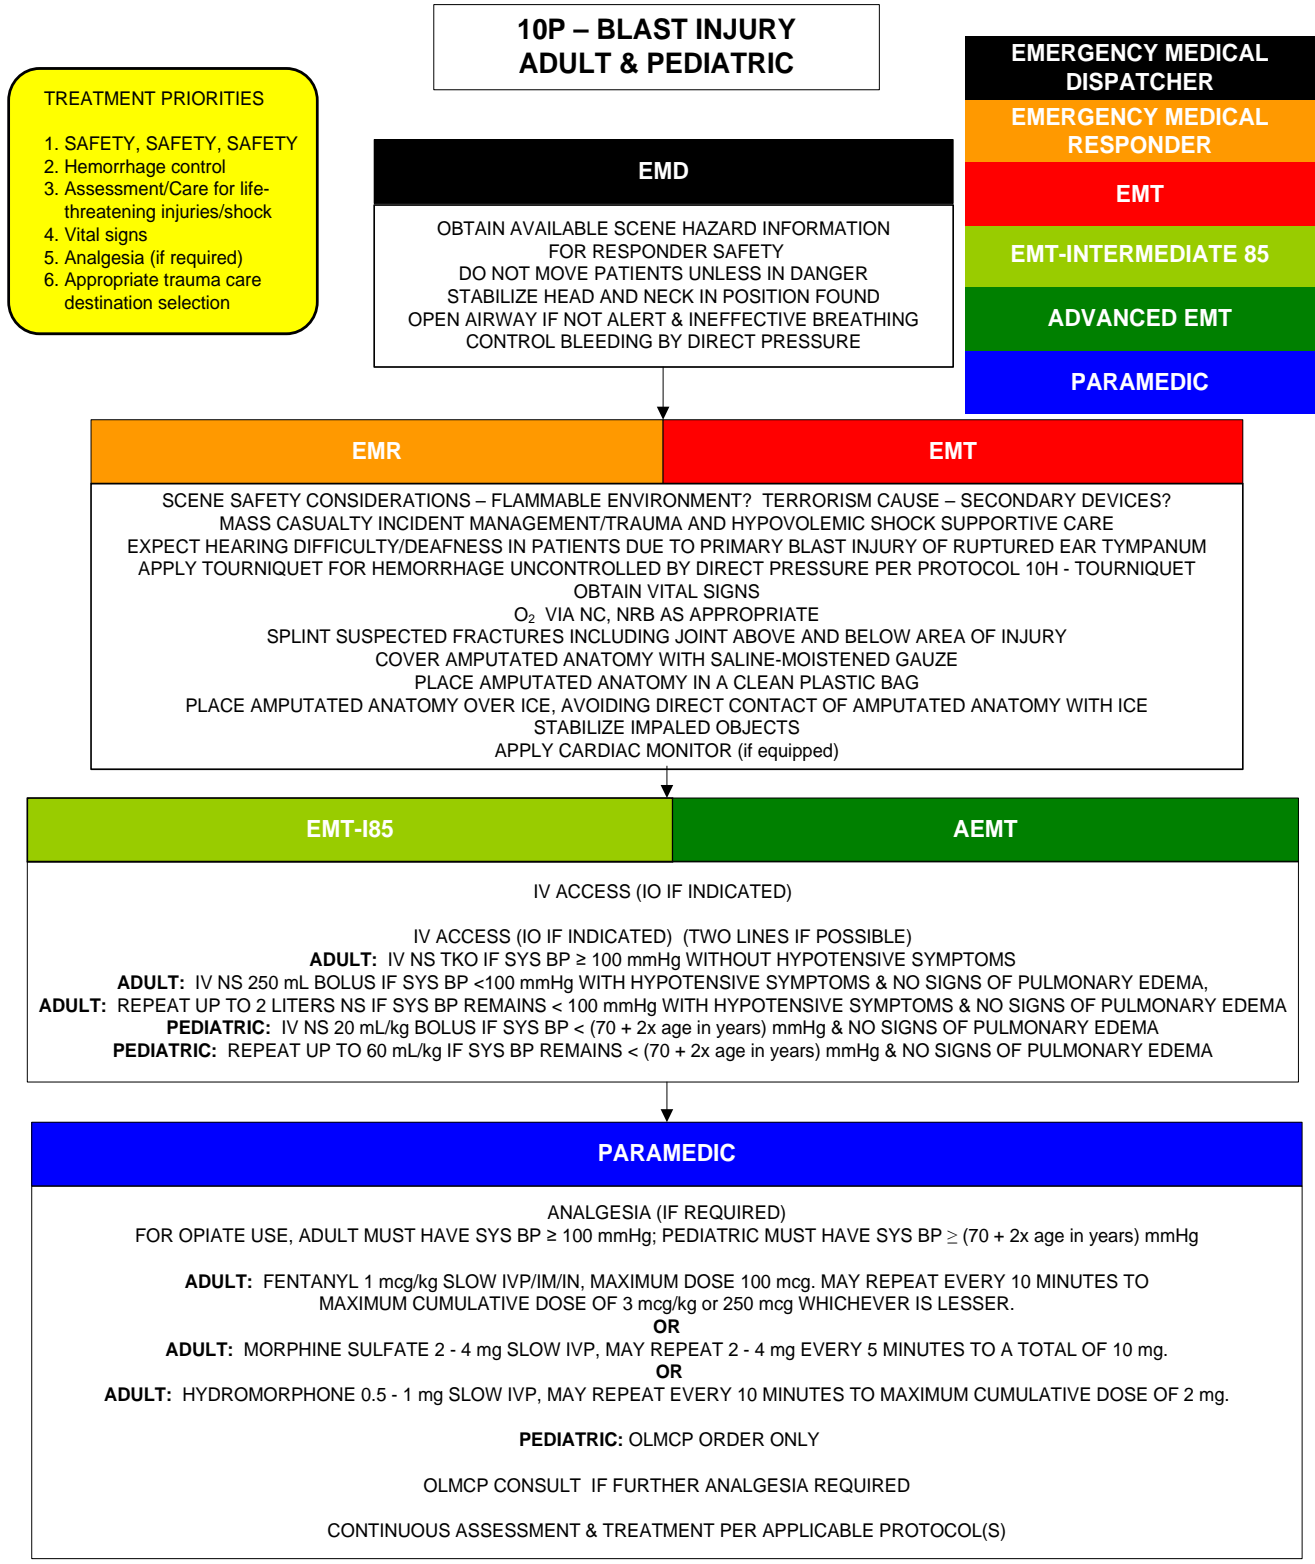 10P – BLAST INJURY
ADULT & PEDIATRIC
TREATMENT PRIORITIES
1. SAFETY, SAFETY, SAFETY
2. Hemorrhage control
3. Assessment/Care for life-
threatening injuries/shock
4. Vital signs
5. Analgesia (if required)
6. Appropriate trauma care
destination selection
EMERGENCY MEDICAL
DISPATCHER
EMERGENCY MEDICAL
RESPONDER
EMT
EMT-INTERMEDIATE 85
ADVANCED EMT
PARAMEDIC
EMD
OBTAIN AVAILABLE SCENE HAZARD INFORMATION
FOR RESPONDER SAFETY
DO NOT MOVE PATIENTS UNLESS IN DANGER
STABILIZE HEAD AND NECK IN POSITION FOUND
OPEN AIRWAY IF NOT ALERT & INEFFECTIVE BREATHING
CONTROL BLEEDING BY DIRECT PRESSURE
EMR
EMT
SCENE SAFETY CONSIDERATIONS – FLAMMABLE ENVIRONMENT? TERRORISM CAUSE – SECONDARY DEVICES?
MASS CASUALTY INCIDENT MANAGEMENT/TRAUMA AND HYPOVOLEMIC SHOCK SUPPORTIVE CARE
EXPECT HEARING DIFFICULTY/DEAFNESS IN PATIENTS DUE TO PRIMARY BLAST INJURY OF RUPTURED EAR TYMPANUM
APPLY TOURNIQUET FOR HEMORRHAGE UNCONTROLLED BY DIRECT PRESSURE PER PROTOCOL 10H - TOURNIQUET
OBTAIN VITAL SIGNS
O₂ VIA NC, NRB AS APPROPRIATE
SPLINT SUSPECTED FRACTURES INCLUDING JOINT ABOVE AND BELOW AREA OF INJURY
COVER AMPUTATED ANATOMY WITH SALINE-MOISTENED GAUZE
PLACE AMPUTATED ANATOMY IN A CLEAN PLASTIC BAG
PLACE AMPUTATED ANATOMY OVER ICE, AVOIDING DIRECT CONTACT OF AMPUTATED ANATOMY WITH ICE
STABILIZE IMPALED OBJECTS
APPLY CARDIAC MONITOR (if equipped)
EMT-I85
AEMT
IV ACCESS (IO IF INDICATED)
IV ACCESS (IO IF INDICATED) (TWO LINES IF POSSIBLE)
ADULT: IV NS TKO IF SYS BP ≥ 100 mmHg WITHOUT HYPOTENSIVE SYMPTOMS
ADULT: IV NS 250 mL BOLUS IF SYS BP <100 mmHg WITH HYPOTENSIVE SYMPTOMS & NO SIGNS OF PULMONARY EDEMA,
ADULT: REPEAT UP TO 2 LITERS NS IF SYS BP REMAINS < 100 mmHg WITH HYPOTENSIVE SYMPTOMS & NO SIGNS OF PULMONARY EDEMA
PEDIATRIC: IV NS 20 mL/kg BOLUS IF SYS BP < (70 + 2x age in years) mmHg & NO SIGNS OF PULMONARY EDEMA
PEDIATRIC: REPEAT UP TO 60 mL/kg IF SYS BP REMAINS < (70 + 2x age in years) mmHg & NO SIGNS OF PULMONARY EDEMA
PARAMEDIC
ANALGESIA (IF REQUIRED)
FOR OPIATE USE, ADULT MUST HAVE SYS BP ≥ 100 mmHg; PEDIATRIC MUST HAVE SYS BP ≥ (70 + 2x age in years) mmHg
ADULT: FENTANYL 1 mcg/kg SLOW IVP/IM/IN, MAXIMUM DOSE 100 mcg. MAY REPEAT EVERY 10 MINUTES TO
MAXIMUM CUMULATIVE DOSE OF 3 mcg/kg or 250 mcg WHICHEVER IS LESSER.
OR
ADULT: MORPHINE SULFATE 2 - 4 mg SLOW IVP, MAY REPEAT 2 - 4 mg EVERY 5 MINUTES TO A TOTAL OF 10 mg.
OR
ADULT: HYDROMORPHONE 0.5 - 1 mg SLOW IVP, MAY REPEAT EVERY 10 MINUTES TO MAXIMUM CUMULATIVE DOSE OF 2 mg.
PEDIATRIC: OLMCP ORDER ONLY
OLMCP CONSULT IF FURTHER ANALGESIA REQUIRED
CONTINUOUS ASSESSMENT & TREATMENT PER APPLICABLE PROTOCOL(S)